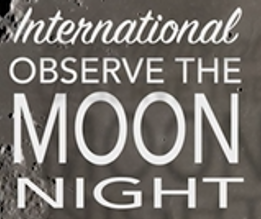 International
OBSERVE THE
MOON
NIGHT